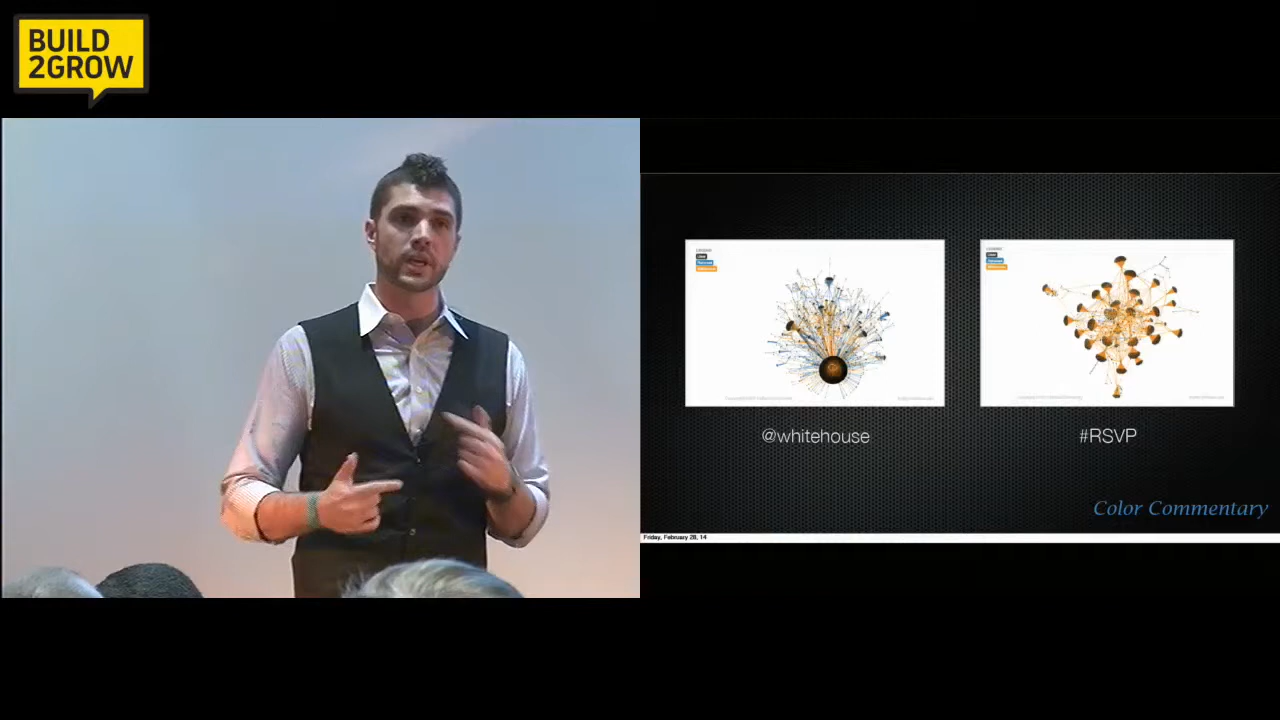 BUILD
2GROW
@whitehouse
#RSVP
Color Commentary
Friday, February 28, 14